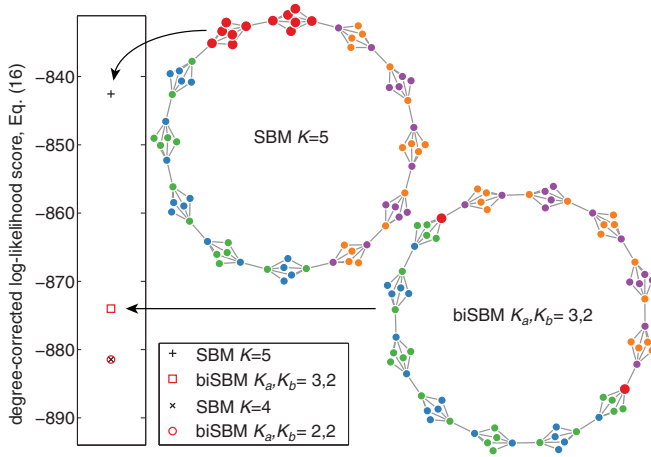 degree-corrected log-likelihood score, Eq. (16)
−840
−850
−860
−870
−880
−890
SBM K=5
biSBM Ka,Kb= 3,2
SBM K=5
biSBM Ka,Kb= 3,2
SBM K=4
biSBM Ka,Kb= 2,2